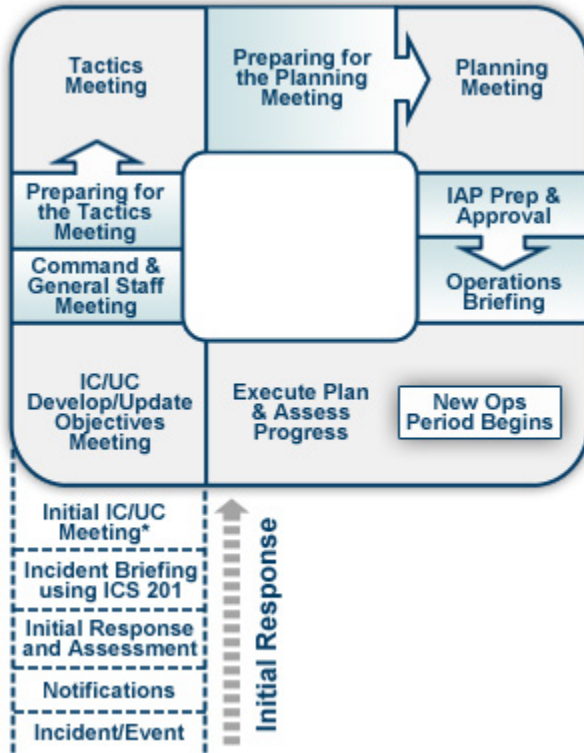 Tactics
Meeting
Preparing for
the Planning
Meeting
Planning
Meeting
Preparing for
the Tactics
Meeting
IAP Prep &
Approval
Command &
General Staff
Meeting
Operations
Briefing
IC/UC
Develop/Update
Objectives
Meeting
Execute Plan
& Assess
Progress
New Ops
Period Begins
Initial IC/UC
Meeting*
Incident Briefing
using ICS 201
Initial Response
and Assessment
Notifications
Incident/Event
Initial Response